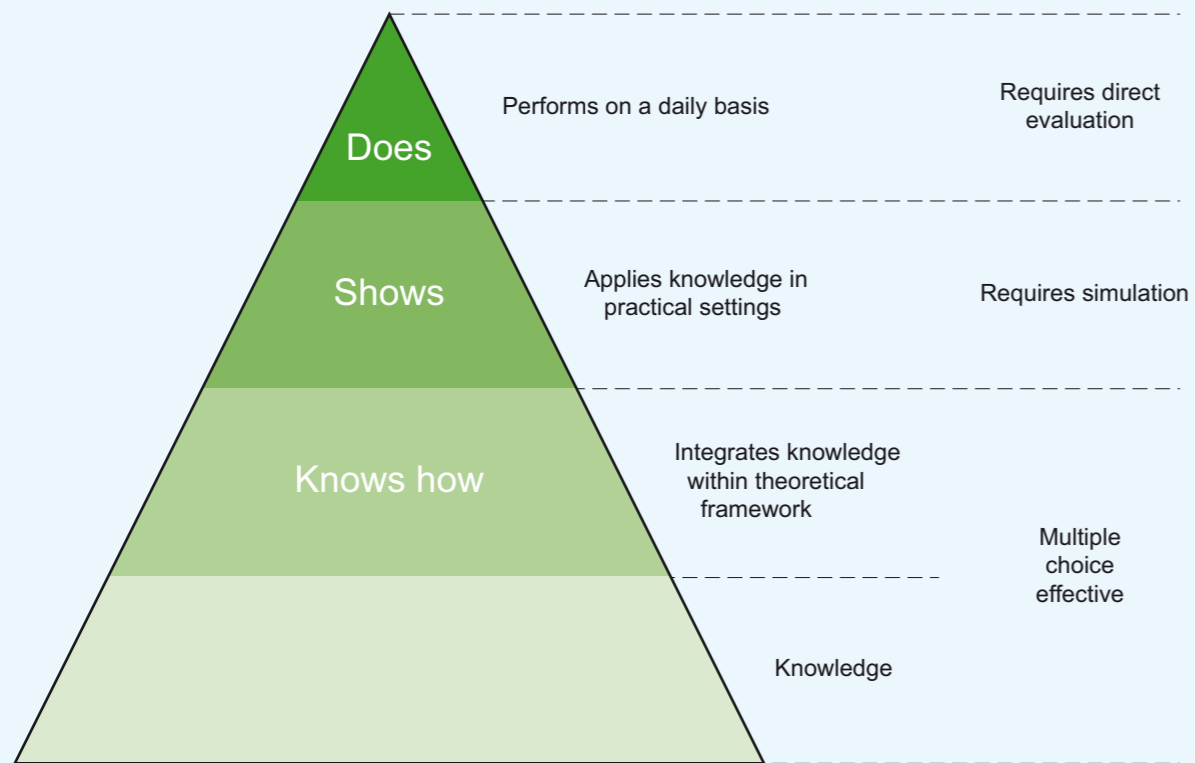 Does
Performs on a daily basis
Requires direct
evaluation
Shows
Applies knowledge in
practical settings
Requires simulation
Knows how
Integrates knowledge
within theoretical
framework
Multiple
choice
effective
Knowledge